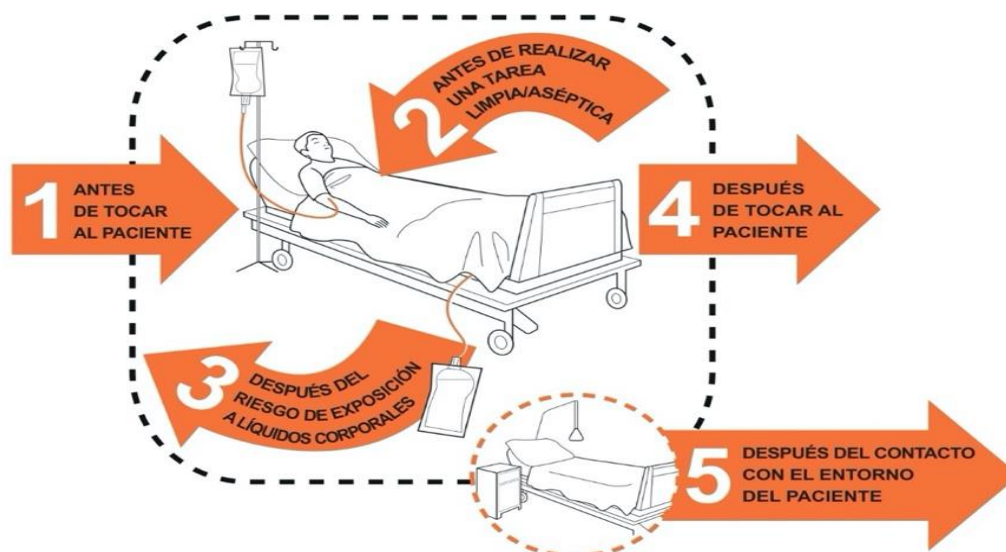 1
ANTES
DE TOCAR
AL PACIENTE
2
ANTES DE REALIZAR
UNA TAREA
LIMPIA/ASÉPTICA
3
DESPUÉS DEL
RIESGO DE EXPOSICIÓN
A LÍQUIDOS CORPORALES
4
DESPUÉS
DE TOCAR AL
PACIENTE
5
DESPUÉS DEL CONTACTO
CON EL ENTORNO
DEL PACIENTE